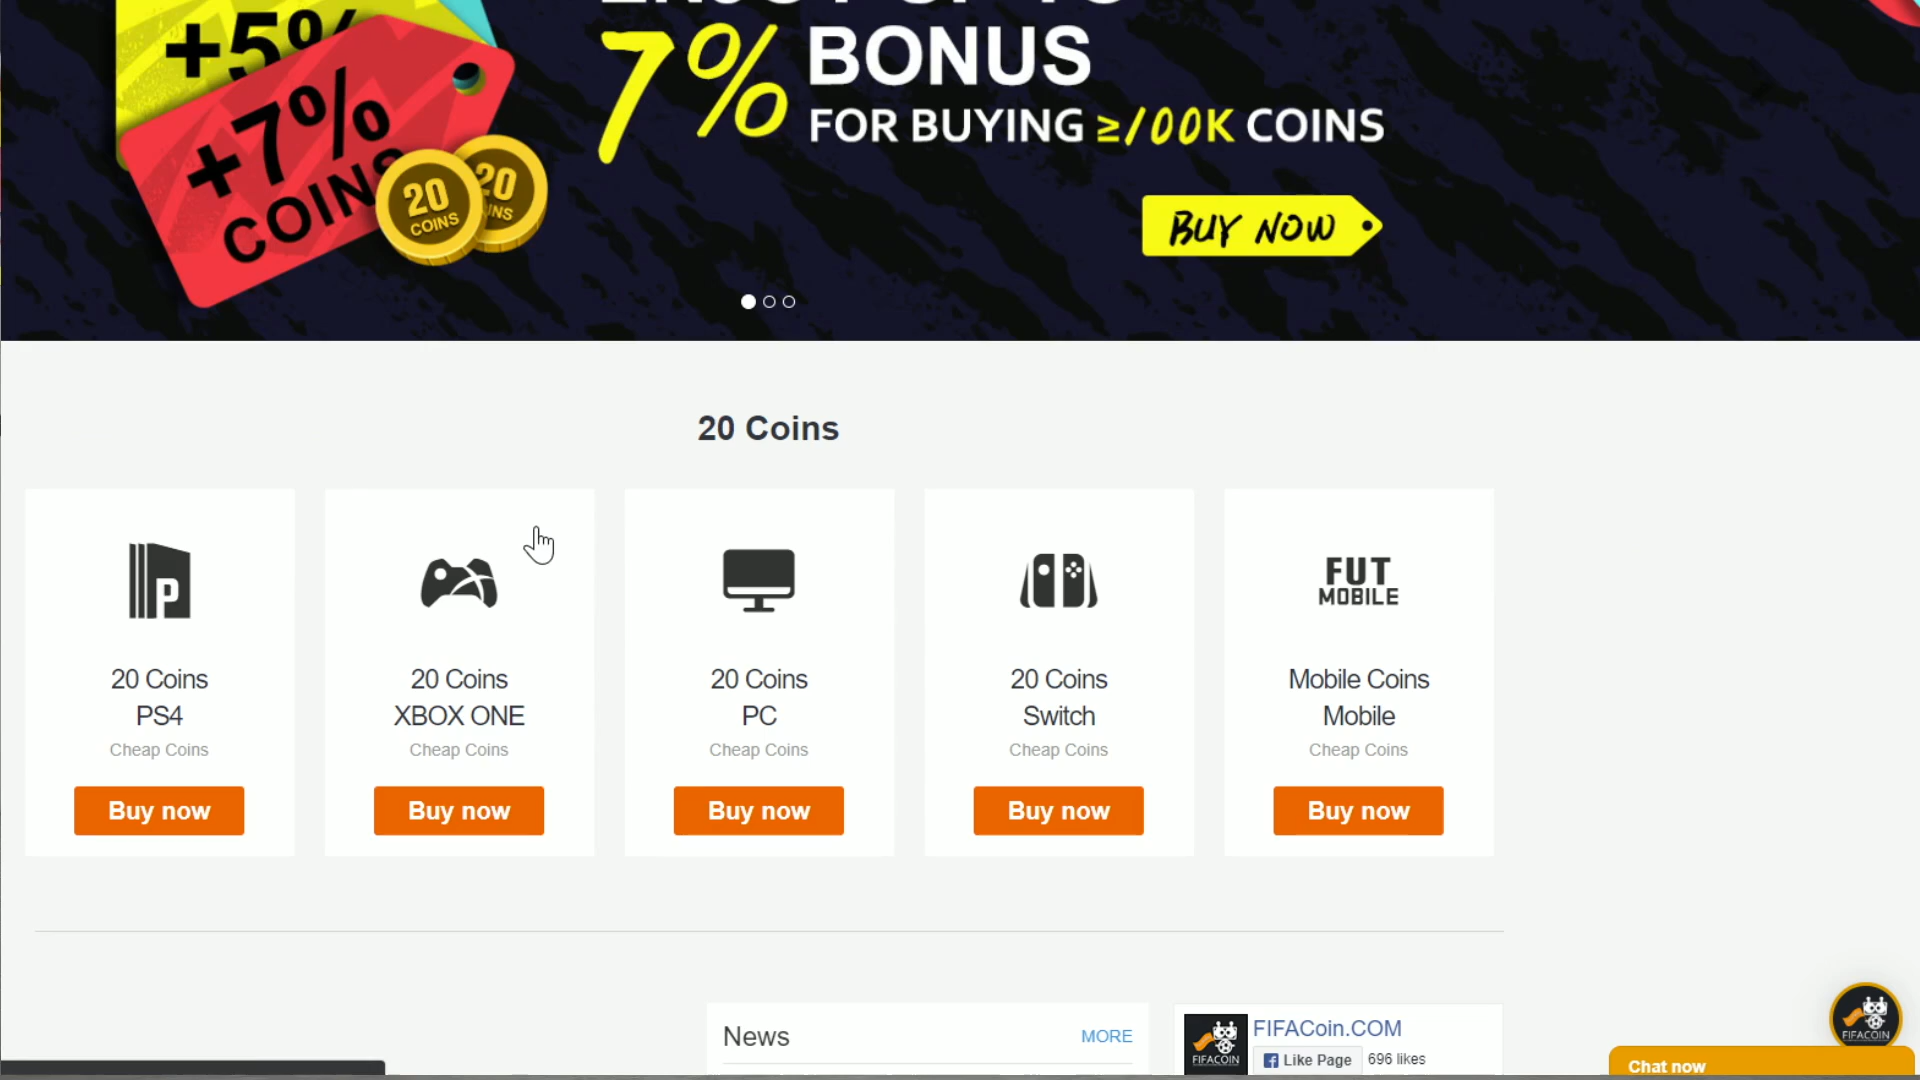 +5%
+7%
COINS
20
COINS
20
7% BONUS
FOR BUYING ≥100K COINS
BUY NOW
20 Coins
P
FUT
MOBILE
20 Coins
PS4
Cheap Coins
Buy now
20 Coins
XBOX ONE
Cheap Coins
Buy now
20 Coins
PC
Cheap Coins
Buy now
20 Coins
Switch
Cheap Coins
Buy now
Mobile Coins
Mobile
Cheap Coins
Buy now
News
MORE
FIFACOIN
FIFACoin.COM
Like Page
696 likes
FIFACOIN
Chat now